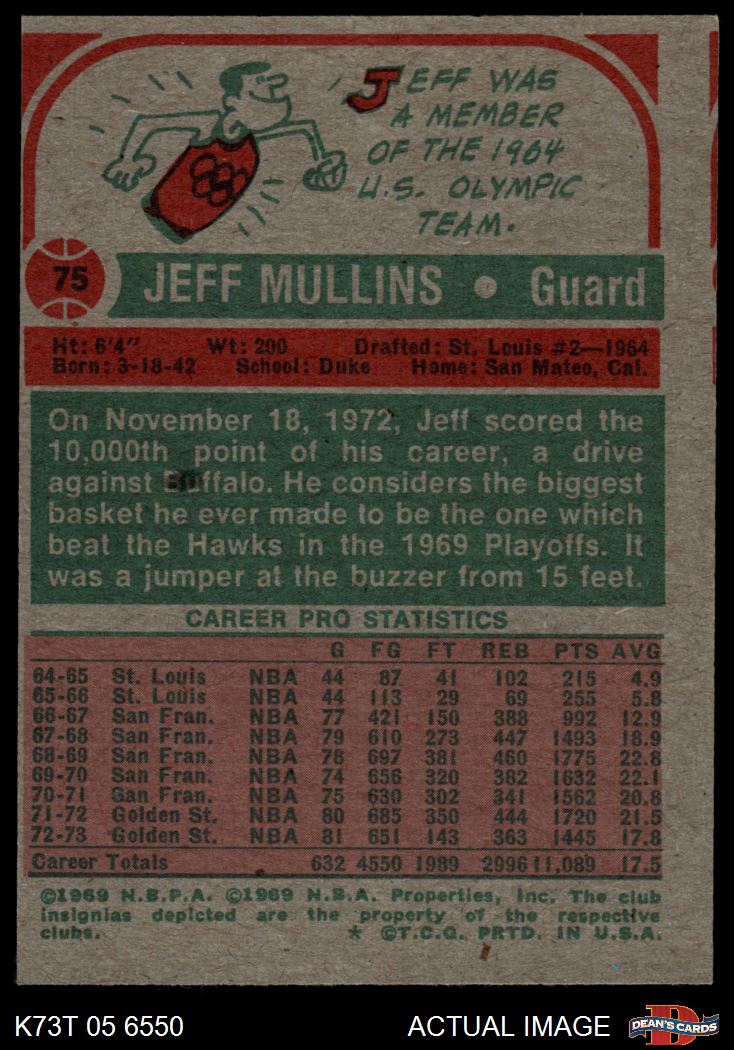 JEFF WAS
A MEMBER
OF THE 1964
U.S. OLYMPIC
TEAM.
75 JEFF MULLINS • Guard
Ht: 6'4" Wt: 200 Drafted: St. Louis #2—1964
Born: 3-18-42 School: Duke Home: San Mateo, Cal.
On November 18, 1972, Jeff scored the
10,000th point of his career, a drive
against Buffalo. He considers the biggest
basket he ever made to be the one which
beat the Hawks in the 1969 Playoffs. It
was a jumper at the buzzer from 15 feet.
CAREER PRO STATISTICS
G FG FT REB PTS AVG
64-65 St. Louis NBA 44 87 41 102 215 4.9
65-66 St. Louis NBA 44 113 29 69 255 5.8
66-67 San Fran. NBA 77 421 150 388 992 12.9
67-68 San Fran. NBA 79 610 273 447 1493 18.9
68-69 San Fran. NBA 78 697 381 460 1775 22.8
69-70 San Fran. NBA 74 656 320 382 1632 22.1
70-71 San Fran. NBA 75 630 302 341 1562 20.8
71-72 Golden St. NBA 80 685 350 444 1720 21.5
72-73 Golden St. NBA 81 651 143 363 1445 17.8
Career Totals 632 4550 1989 2996 11,089 17.5
©1969 N.B.P.A. ©1969 N.B.A. Properties, Inc. The club
insignias depicted are the property of the respective
clubs. * ©T.C.G. PRTD. IN U.S.A.
K73T 05 6550 ACTUAL IMAGE DEAN'S CARDS